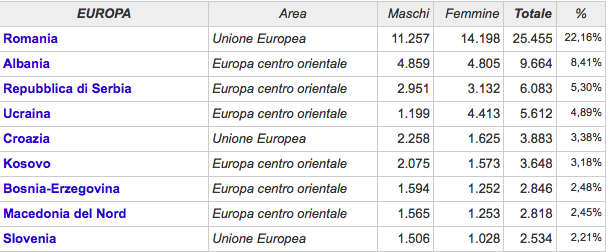 EUROPA Area Maschi Femmine Totale %
Romania Unione Europea 11.257 14.198 25.455 22,16%
Albania Europa centro orientale 4.859 4.805 9.664 8,41%
Repubblica di Serbia Europa centro orientale 2.951 3.132 6.083 5,30%
Ucraina Europa centro orientale 1.199 4.413 5.612 4,89%
Croazia Unione Europea 2.258 1.625 3.883 3,38%
Kosovo Europa centro orientale 2.075 1.573 3.648 3,18%
Bosnia-Erzegovina Europa centro orientale 1.594 1.252 2.846 2,48%
Macedonia del Nord Europa centro orientale 1.565 1.253 2.818 2,45%
Slovenia Unione Europea 1.506 1.028 2.534 2,21%